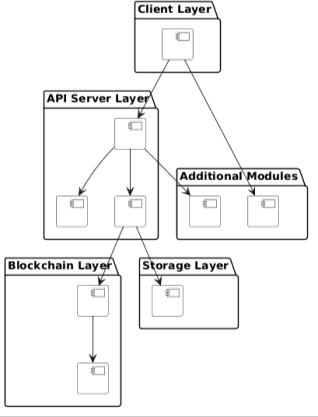 Client Layer
API Server Layer
Additional Modules
Blockchain Layer
Storage Layer